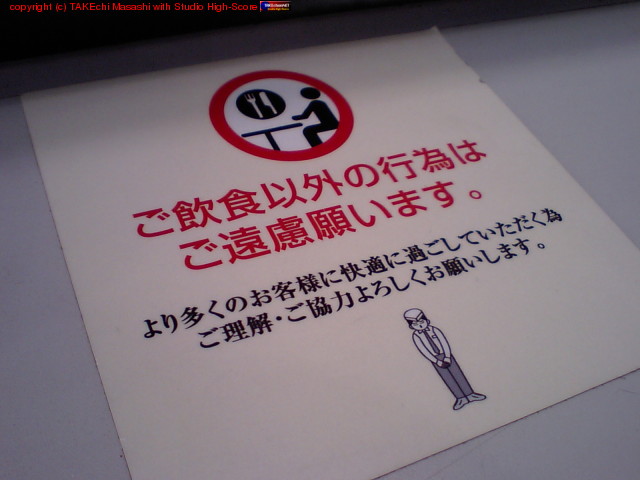 copyright (c) TAKEchi Masashi with Studio High-Score
ご飲食以外の行為は
ご遠慮願います。
より多くのお客様に快適に過ごしていただく為
ご理解・ご協力よろしくお願いします。